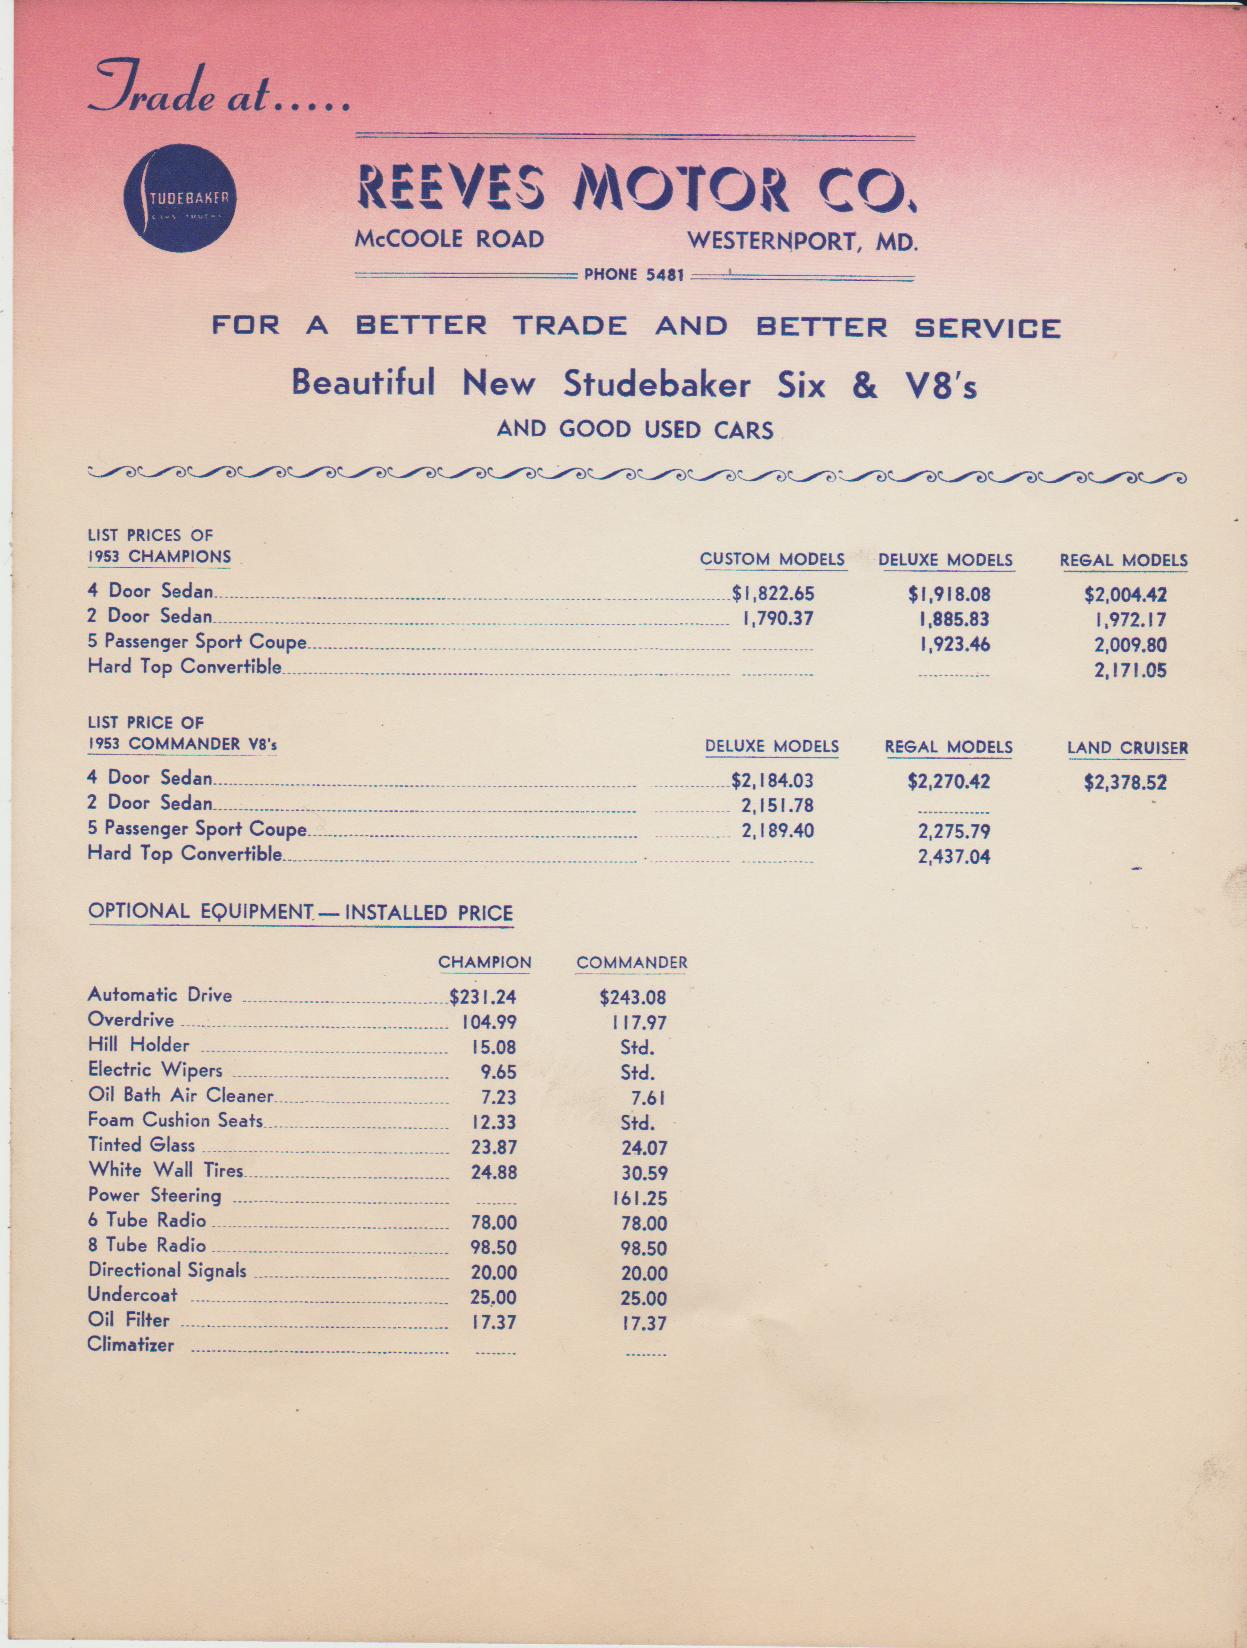 Trade at.....
STUDEBAKER
REEVES MOTOR CO.
McCOOLE ROAD WESTERNPORT, MD.
PHONE 5481
FOR A BETTER TRADE AND BETTER SERVICE
Beautiful New Studebaker Six & V8's
AND GOOD USED CARS
LIST PRICES OF
1953 CHAMPIONS CUSTOM MODELS DELUXE MODELS REGAL MODELS
4 Door Sedan $1,822.65 $1,918.08 $2,004.42
2 Door Sedan 1,790.37 1,885.83 1,972.17
5 Passenger Sport Coupe 1,923.46 2,009.80
Hard Top Convertible 2,171.05
LIST PRICE OF
1953 COMMANDER V8's DELUXE MODELS REGAL MODELS LAND CRUISER
4 Door Sedan $2,184.03 $2,270.42 $2,378.52
2 Door Sedan 2,151.78
5 Passenger Sport Coupe 2,189.40 2,275.79
Hard Top Convertible 2,437.04
OPTIONAL EQUIPMENT — INSTALLED PRICE
CHAMPION COMMANDER
Automatic Drive $231.24 $243.08
Overdrive 104.99 117.97
Hill Holder 15.08 Std.
Electric Wipers 9.65 Std.
Oil Bath Air Cleaner 7.23 7.61
Foam Cushion Seats 12.33 Std.
Tinted Glass 23.87 24.07
White Wall Tires 24.88 30.59
Power Steering 161.25
6 Tube Radio 78.00 78.00
8 Tube Radio 98.50 98.50
Directional Signals 20.00 20.00
Undercoat 25.00 25.00
Oil Filter 17.37 17.37
Climatizer